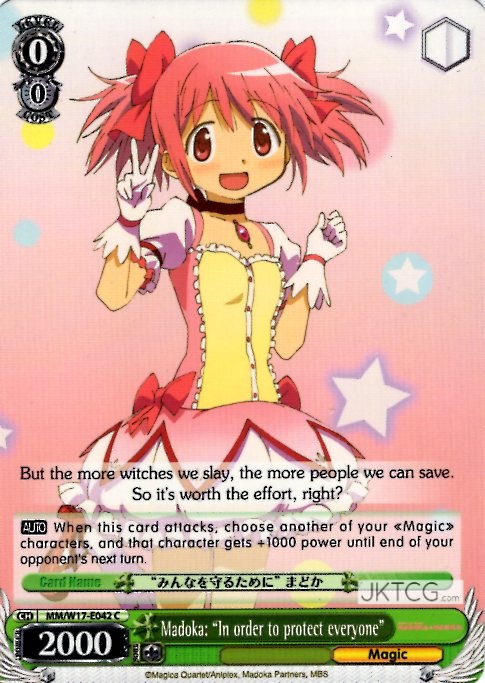 LEVEL
0
0
COST
But the more witches we slay, the more people we can save.
So it's worth the effort, right?
AUTO When this card attacks, choose another of your «Magic»
characters, and that character gets +1000 power until end of
opponent's next turn.
Card Name
“みんなを守るために” まどか
JKTCG.com
CH MM/W17-E042 C
2000
Madoka: “In order to protect everyone”
Magic
©Magica Quartet/Aniplex, Madoka Partners, MBS